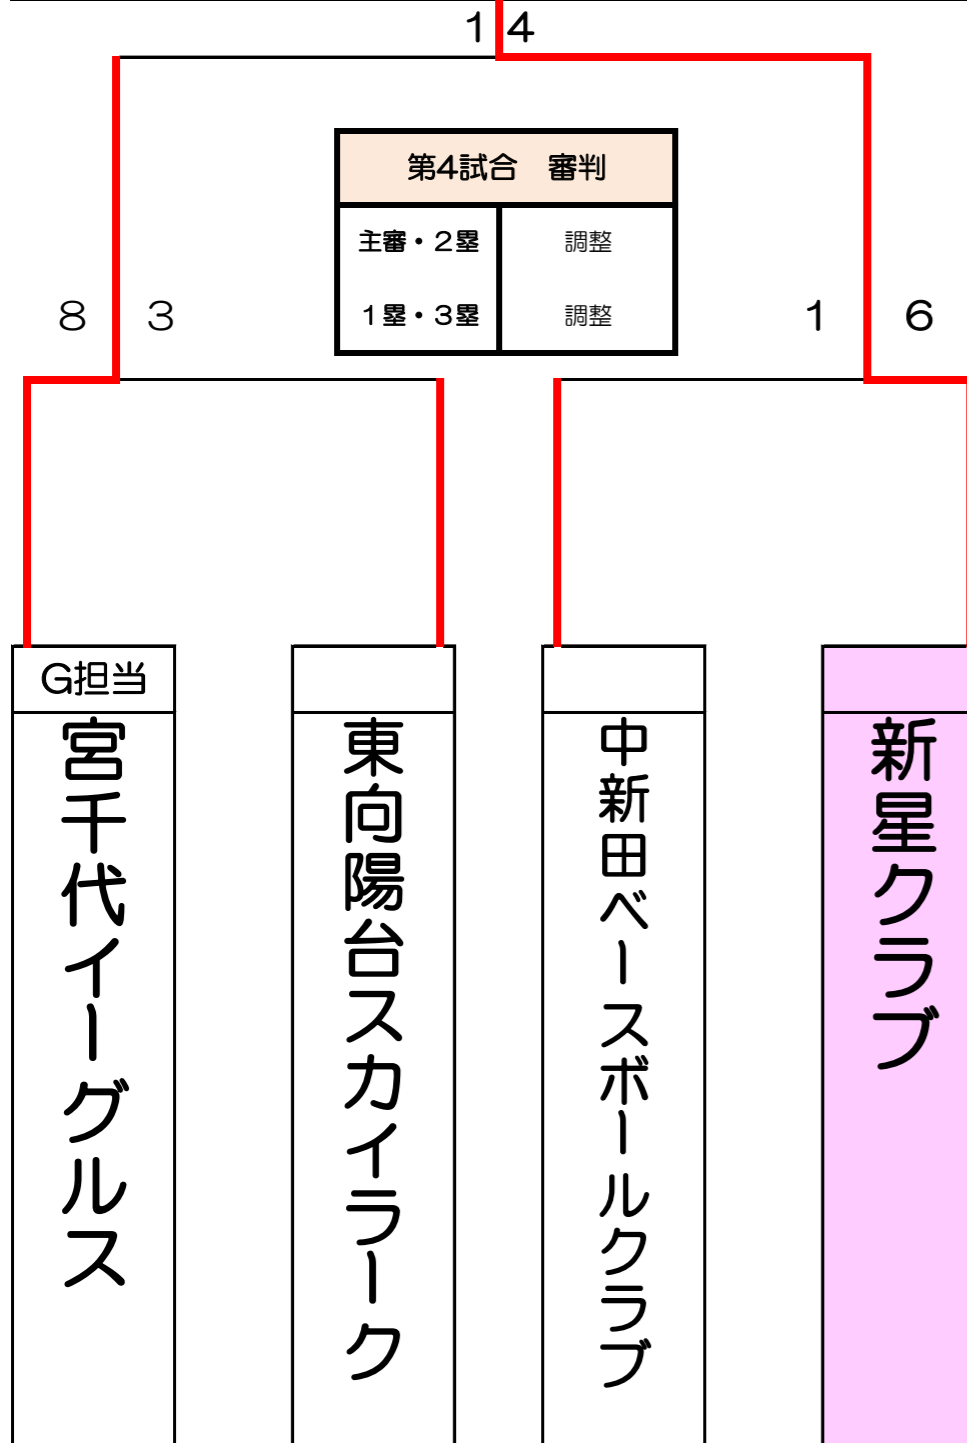 1 4
第4試合　審判
主審・2塁 調整
1塁・3塁 調整
8 3
1 6
G担当
宮千代イーグルス
東向陽台スカイラーク
中新田ベースボールクラブ
新星クラブ